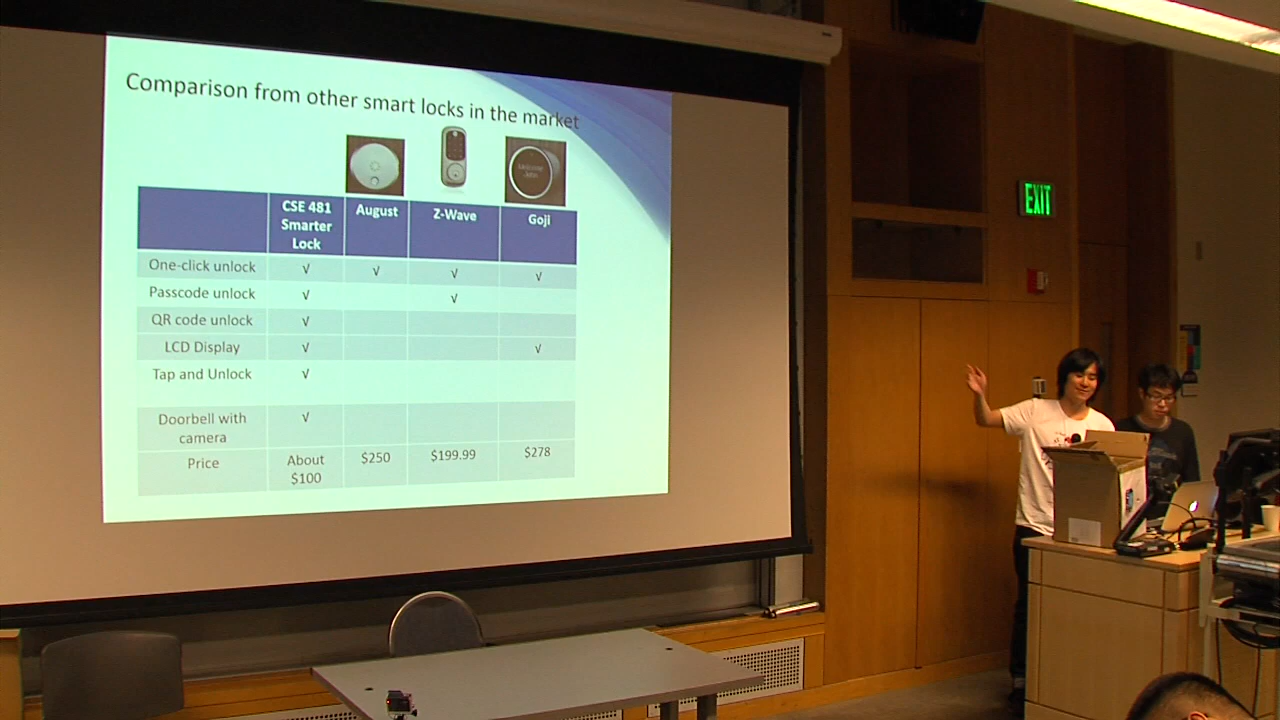 Comparison from other smart locks in the market
CSE 481 Smarter Lock August Z-Wave Goji
One-click unlock √ √ √ √
Passcode unlock √ √
QR code unlock √
LCD Display √ √
Tap and Unlock √
Doorbell with camera √
Price About $100 $250 $199.99 $278
Welcome John
EXIT